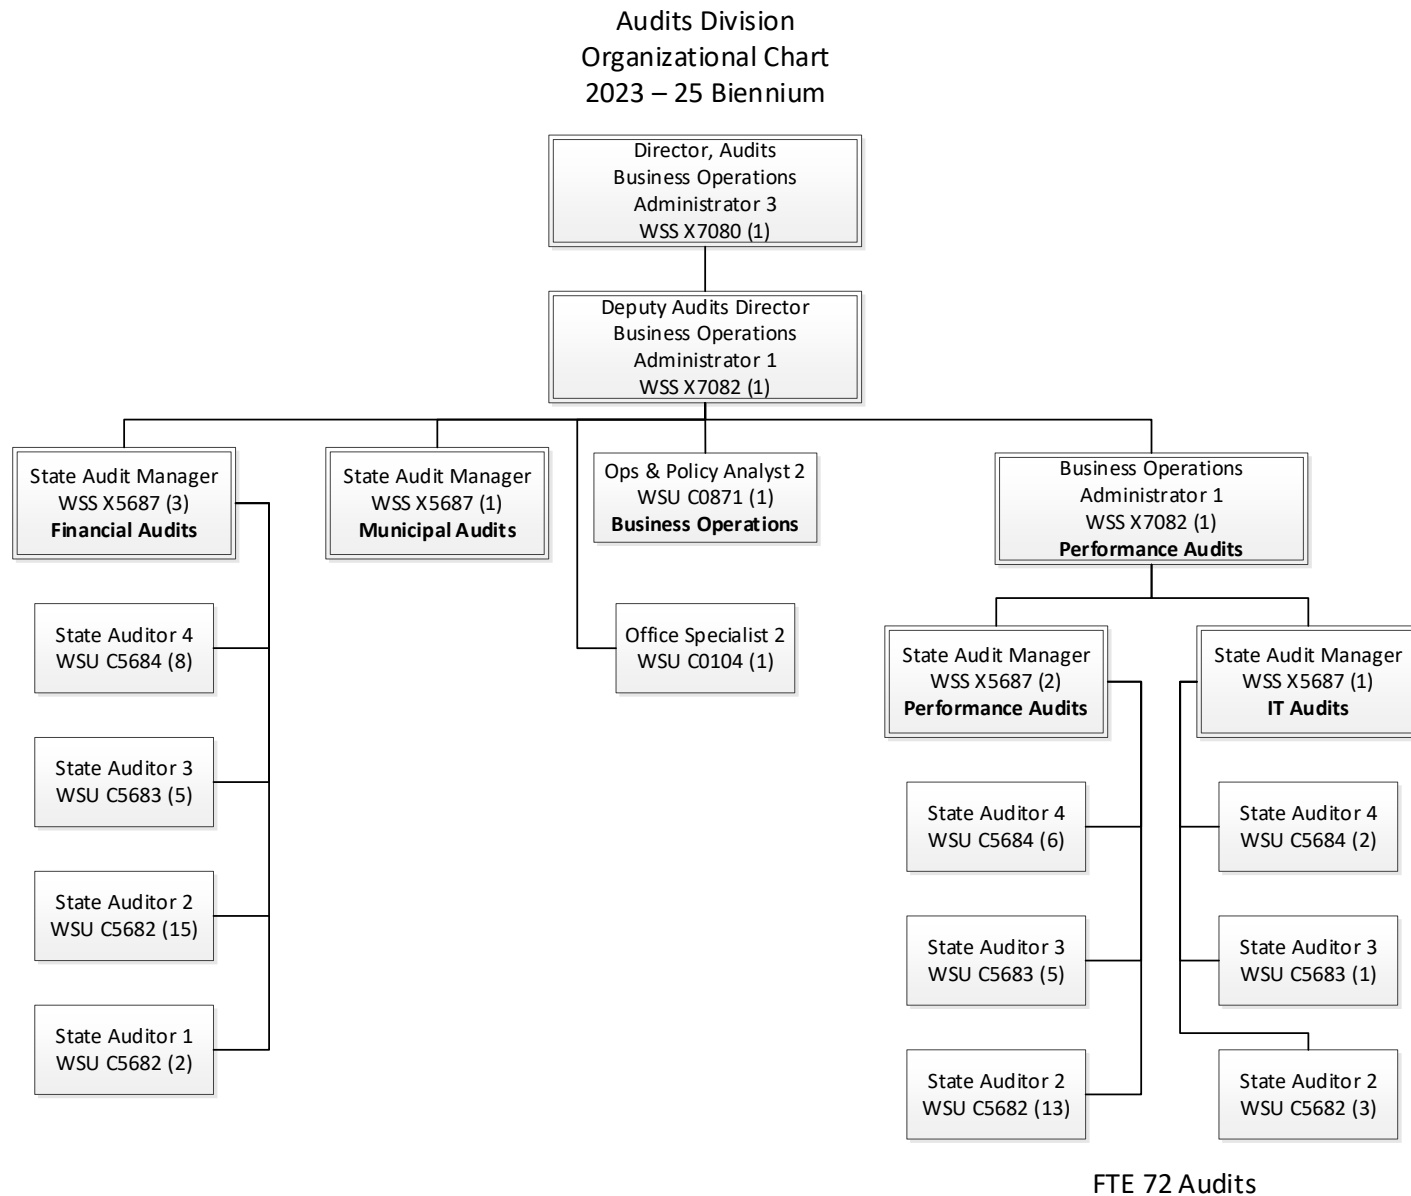 Audits Division
Organizational Chart
2023 – 25 Biennium
Director, Audits
Business Operations
Administrator 3
WSS X7080 (1)
Deputy Audits Director
Business Operations
Administrator 1
WSS X7082 (1)
State Audit Manager
WSS X5687 (3)
Financial Audits
State Audit Manager
WSS X5687 (1)
Municipal Audits
Ops & Policy Analyst 2
WSU C0871 (1)
Business Operations
Business Operations
Administrator 1
WSS X7082 (1)
Performance Audits
State Auditor 4
WSU C5684 (8)
Office Specialist 2
WSU C0104 (1)
State Audit Manager
WSS X5687 (2)
Performance Audits
State Audit Manager
WSS X5687 (1)
IT Audits
State Auditor 3
WSU C5683 (5)
State Auditor 4
WSU C5684 (6)
State Auditor 4
WSU C5684 (2)
State Auditor 2
WSU C5682 (15)
State Auditor 3
WSU C5683 (5)
State Auditor 3
WSU C5683 (1)
State Auditor 1
WSU C5682 (2)
State Auditor 2
WSU C5682 (13)
State Auditor 2
WSU C5682 (3)
FTE 72 Audits